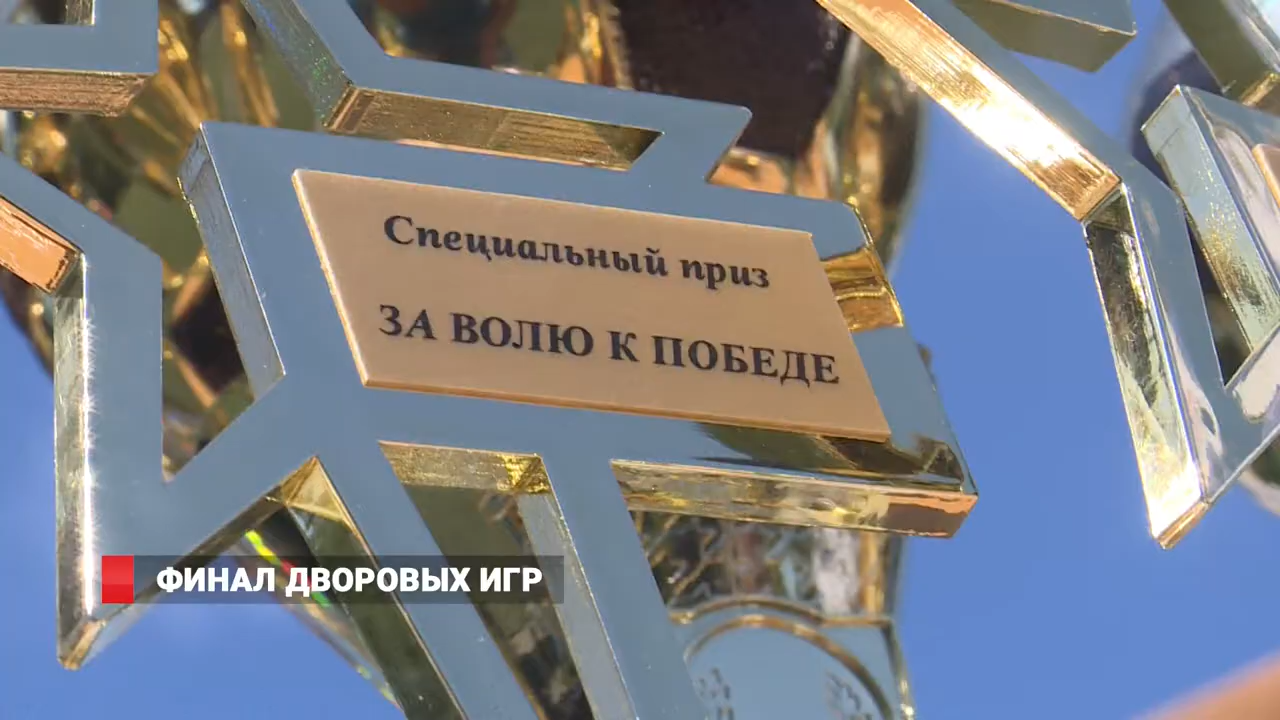 Специальный приз
ЗА ВОЛЮ К ПОБЕДЕ
ФИНАЛ ДВОРОВЫХ ИГР